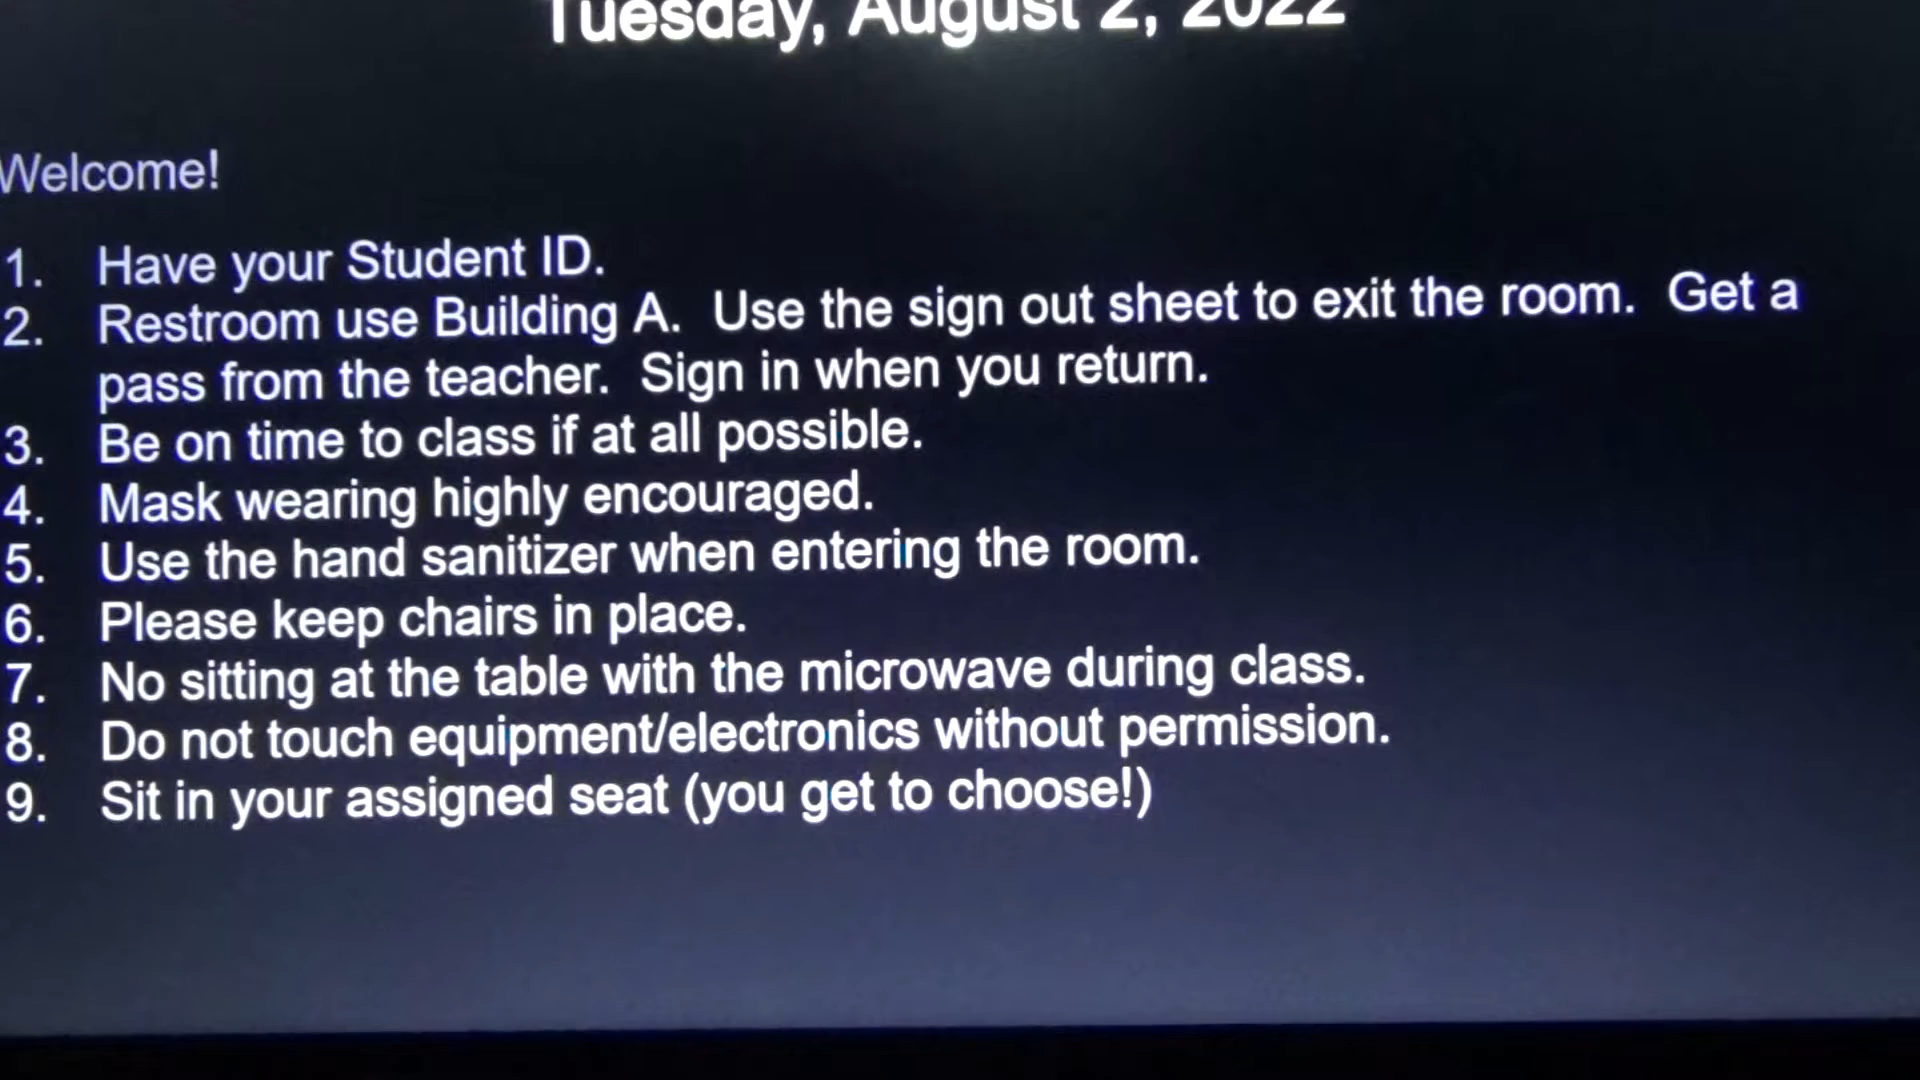 Tuesday, August 2, 2022
Welcome!
1. Have your Student ID.
2. Restroom use Building A. Use the sign out sheet to exit the room. Get a
pass from the teacher. Sign in when you return.
3. Be on time to class if at all possible.
4. Mask wearing highly encouraged.
5. Use the hand sanitizer when entering the room.
6. Please keep chairs in place.
7. No sitting at the table with the microwave during class.
8. Do not touch equipment/electronics without permission.
9. Sit in your assigned seat (you get to choose!)